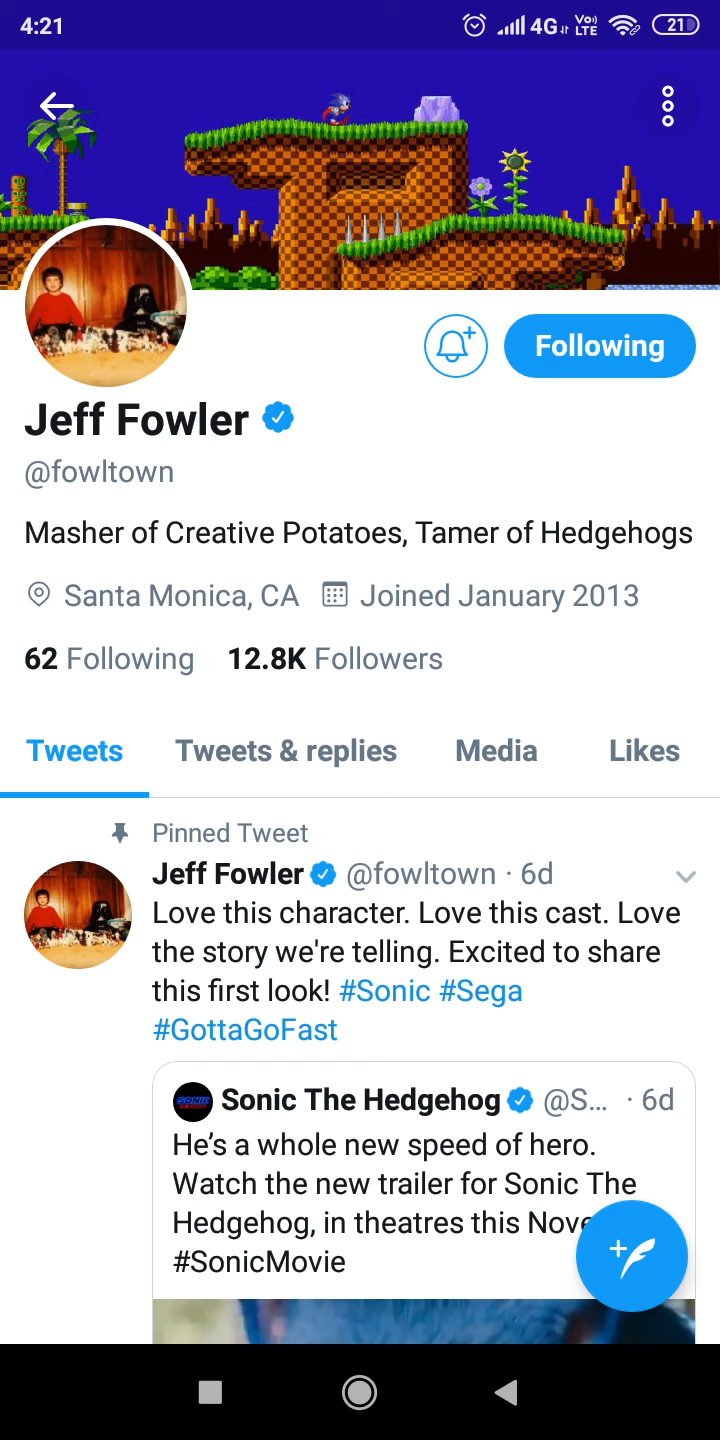 4:21 4G VoLTE 21
Following
Jeff Fowler
@fowltown
Masher of Creative Potatoes, Tamer of Hedgehogs
Santa Monica, CA Joined January 2013
62 Following 12.8K Followers
Tweets Tweets & replies Media Likes
Pinned Tweet
Jeff Fowler @fowltown · 6d
Love this character. Love this cast. Love
the story we're telling. Excited to share
this first look! #Sonic #Sega
#GottaGoFast
SONIC
Sonic The Hedgehog @S... · 6d
He’s a whole new speed of hero.
Watch the new trailer for Sonic The
Hedgehog, in theatres this Nove
#SonicMovie